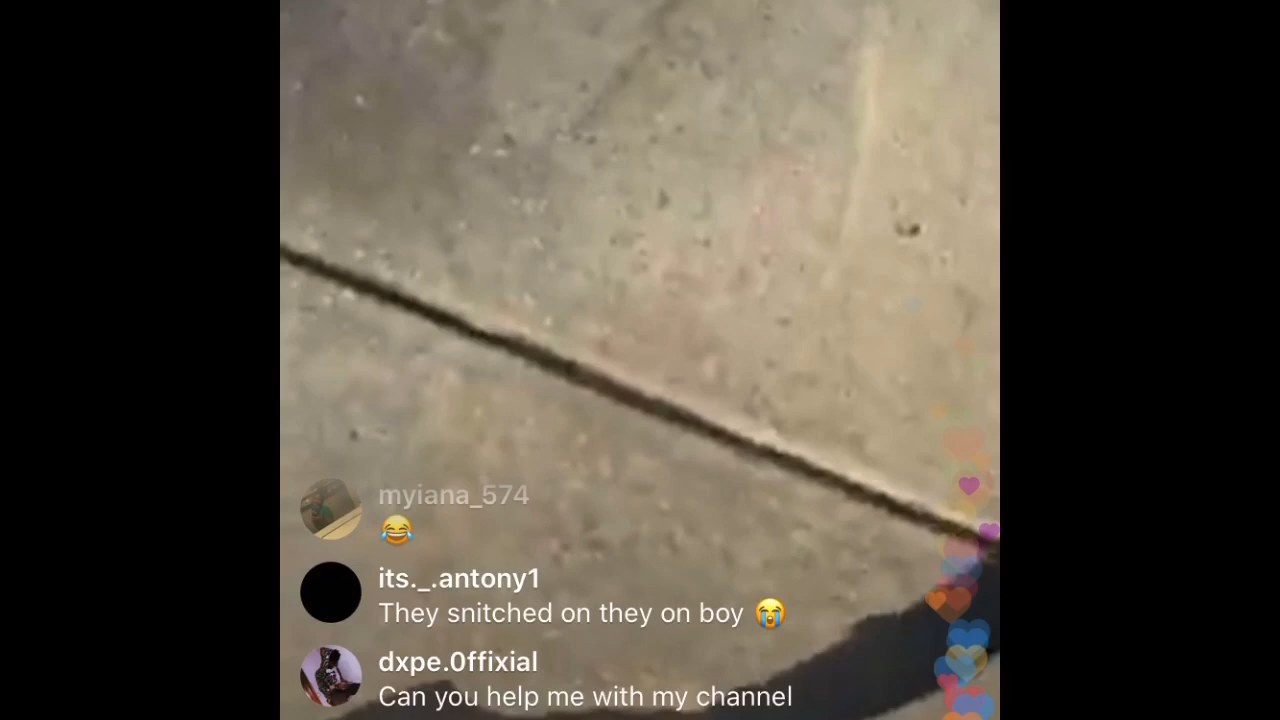 myiana_574
😂
its._.antony1
They snitched on they on boy 😭
dxpe.0ffixial
Can you help me with my channel